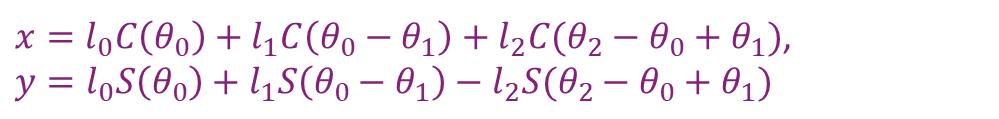 x = l₀C(θ₀) + l₁C(θ₀ − θ₁) + l₂C(θ₂ − θ₀ + θ₁),
y = l₀S(θ₀) + l₁S(θ₀ − θ₁) − l₂S(θ₂ − θ₀ + θ₁)